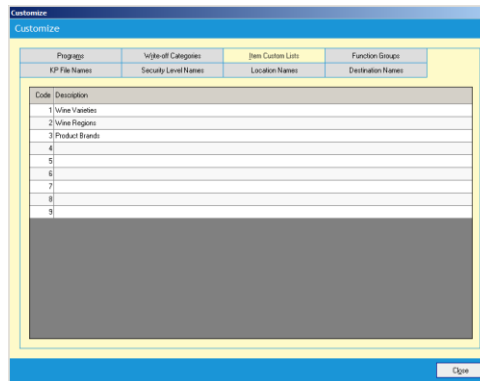 Customize
Customize
Programs Write-off Categories Item Custom Lists Function Groups
KP File Names Security Level Names Location Names Destination Names
Code Description
1 Wine Varieties
2 Wine Regions
3 Product Brands
4
5
6
7
8
9
Close